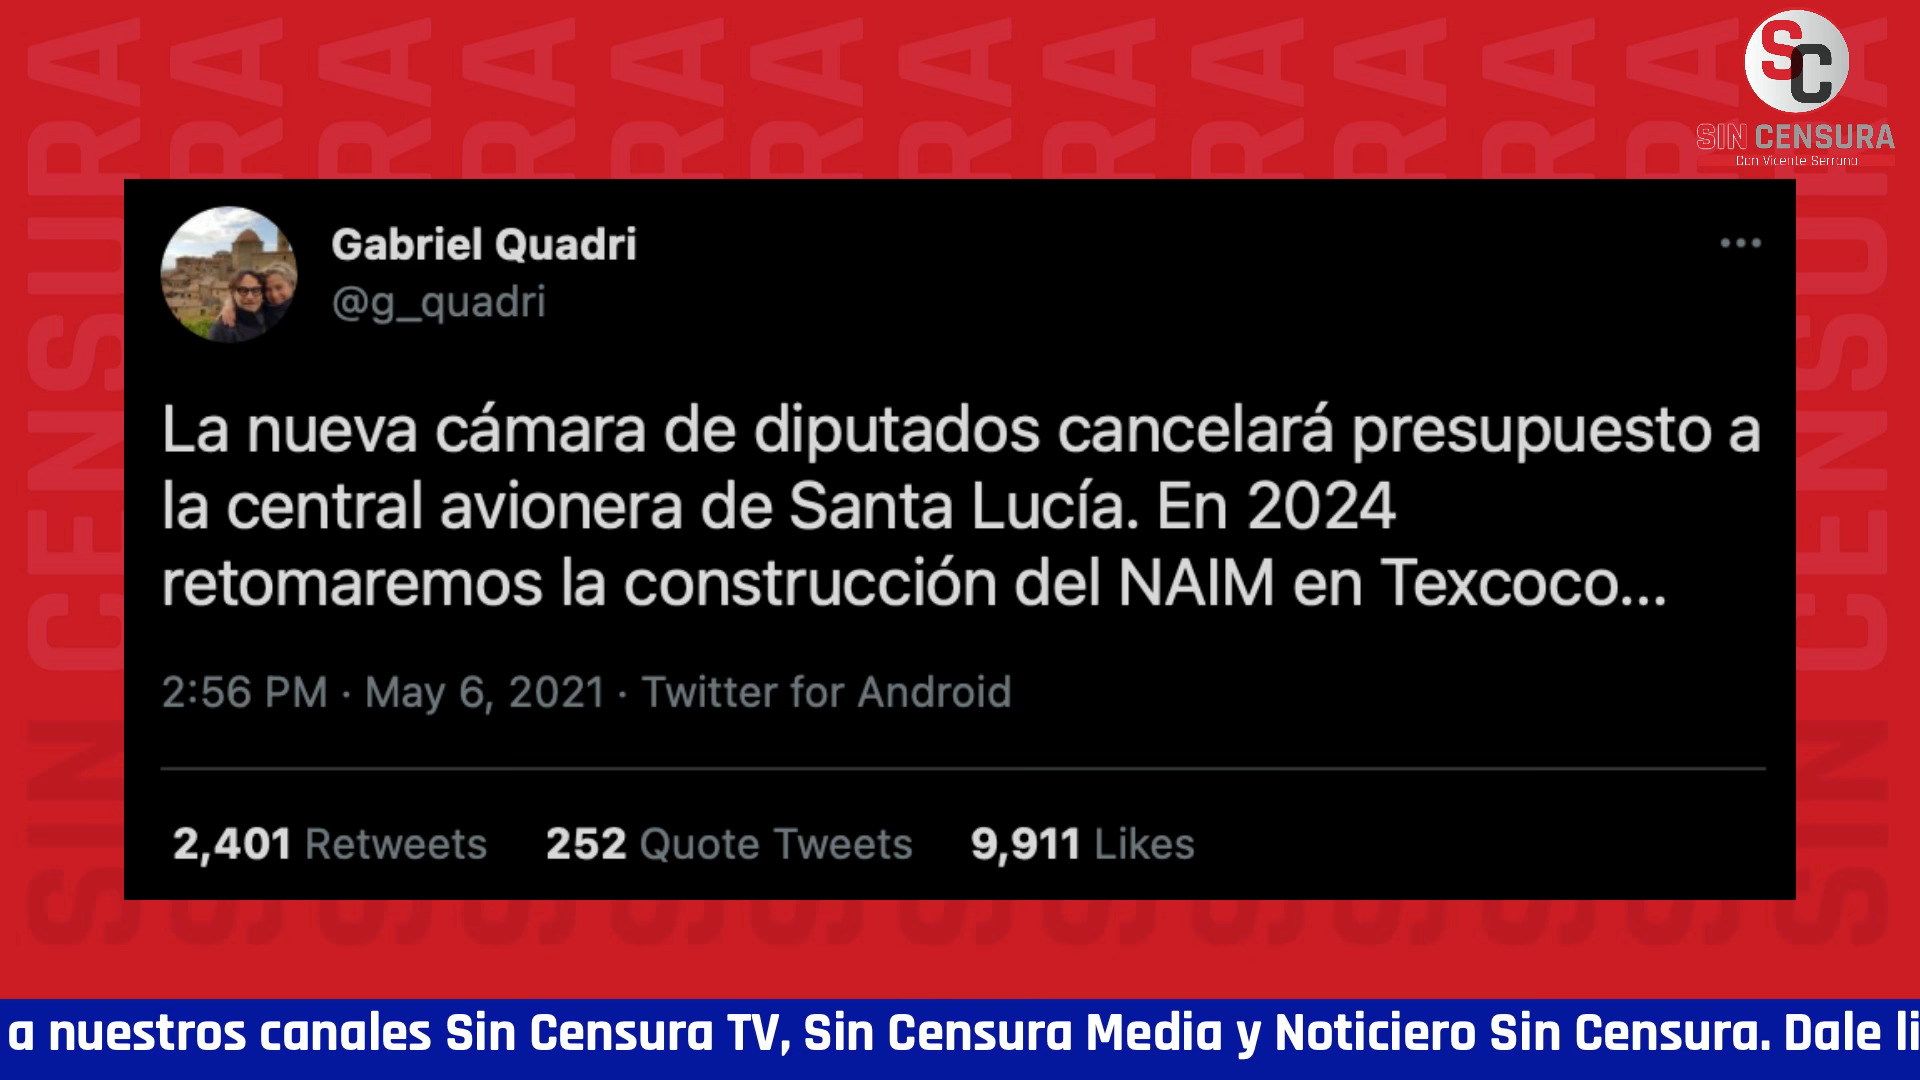 SC
SIN CENSURA
Con Vicente Serrano
Gabriel Quadri
@g_quadri
La nueva cámara de diputados cancelará presupuesto a
la central avionera de Santa Lucía. En 2024
retomaremos la construcción del NAIM en Texcoco...
2:56 PM · May 6, 2021 · Twitter for Android
2,401 Retweets 252 Quote Tweets 9,911 Likes
a nuestros canales Sin Censura TV, Sin Censura Media y Noticiero Sin Censura. Dale li